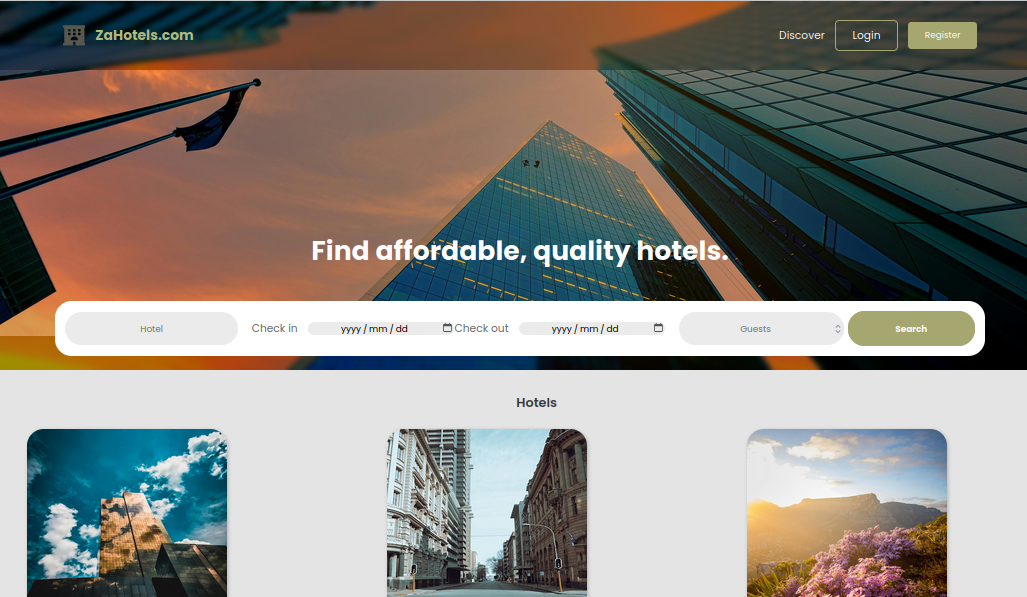 ZaHotels.com
Discover Login Register
Find affordable, quality hotels.
Hotel Check in yyyy / mm / dd Check out yyyy / mm / dd Guests Search
Hotels